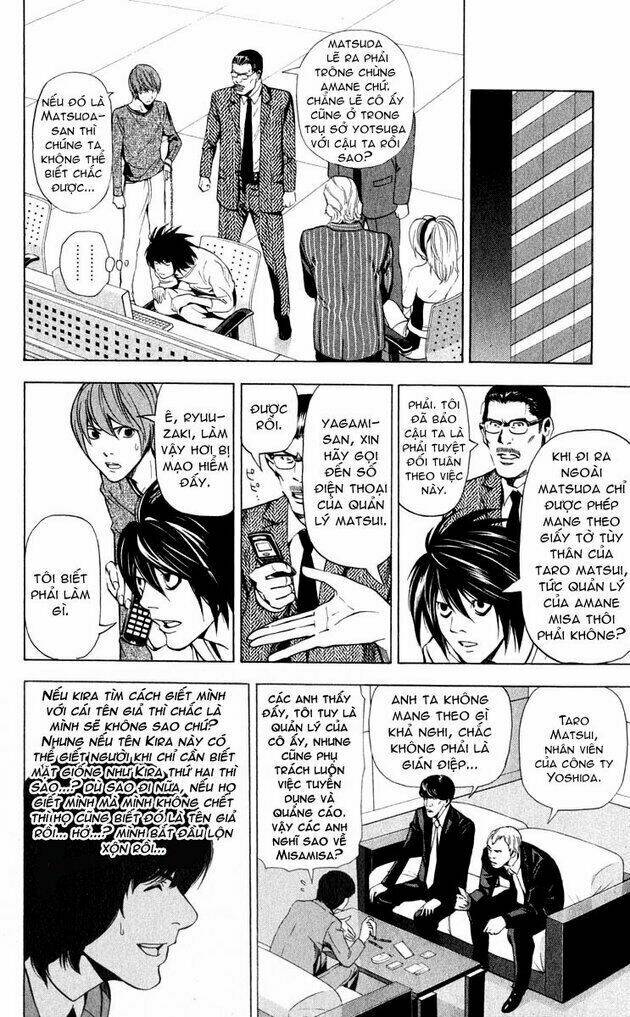 MATSUDA
LẼ RA PHẢI
TRÔNG CHỪNG
AMANE CHỨ.
CHẲNG LẼ CÔ ẤY
CŨNG Ở TRONG
TRỤ SỞ YOTSUBA
VỚI CẬU TA RỒI
SAO?
NẾU ĐÓ LÀ
MATSUDA-
SAN THÌ
CHÚNG TA
KHÔNG THỂ
BIẾT CHẮC
ĐƯỢC...
KHI ĐI RA
NGOÀI
MATSUDA CHỈ
ĐƯỢC PHÉP
MANG THEO
GIẤY TỜ TÙY
THÂN CỦA
TARO MATSUI,
TỨC QUẢN LÝ
CỦA AMANE
MISA THÔI
PHẢI KHÔNG?
PHẢI. TÔI
ĐÃ BẢO
CẬU TA LÀ
PHẢI TUYỆT
ĐỐI TUÂN
THEO VIỆC
NÀY.
YAGAMI-
SAN, XIN
HÃY GỌI
ĐẾN SỐ
ĐIỆN THOẠI
CỦA QUẢN
LÝ MATSUI.
ĐƯỢC
RỒI.
Ê, RYUU-
ZAKI, LÀM
VẬY HƠI BỊ
MẠO HIỂM
ĐẤY.
TÔI BIẾT
PHẢI LÀM
GÌ.
TARO
MATSUI,
NHÂN VIÊN
CỦA CÔNG TY
YOSHIDA.
ANH TA KHÔNG
MANG THEO GÌ
KHẢ NGHI, CHẮC
KHÔNG PHẢI LÀ
GIÁN ĐIỆP...
CÁC ANH THẤY
ĐẤY, TÔI TUY LÀ
QUẢN LÝ CỦA
CÔ ẤY, NHƯNG
CŨNG PHỤ
TRÁCH LUÔN
VIỆC TUYỂN
DỤNG VÀ
QUẢNG CÁO.
VẬY CÁC ANH
NGHĨ SAO VỀ
MISAMISA?
NẾU KIRA TÌM CÁCH GIẾT MÌNH
VỚI CÁI TÊN GIẢ THÌ CHẮC LÀ
MÌNH SẼ KHÔNG SAO CHỨ?
NHƯNG NẾU TÊN KIRA NÀY CÓ
THỂ GIẾT NGƯỜI KHI CHỈ CẦN BIẾT
MẶT GIỐNG NHƯ KIRA THỨ HAI THÌ
SAO...? DÙ SAO ĐI NỮA, NẾU HỌ
GIẾT MÌNH MÀ MÌNH KHÔNG CHẾT
THÌ HỌ CŨNG BIẾT ĐÓ LÀ TÊN GIẢ
RỒI... HỞ...? MÌNH BẮT ĐẦU LỘN
XỘN RỒI...